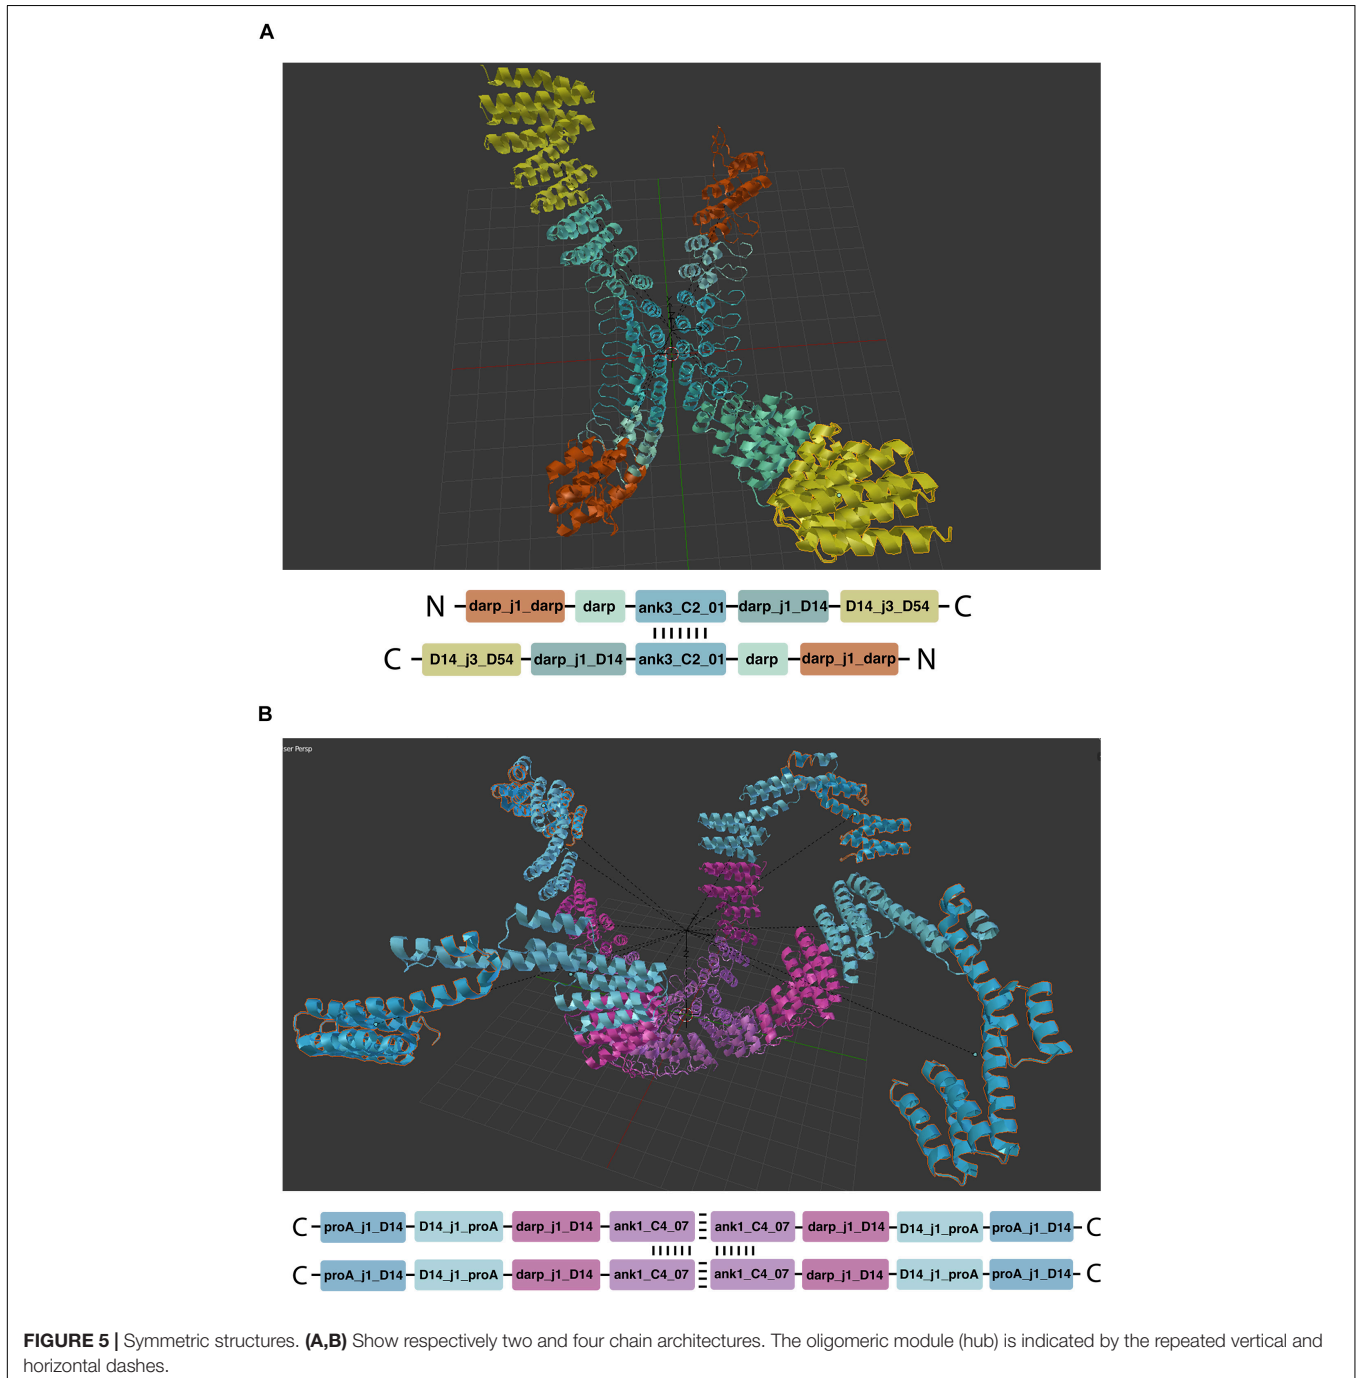 A
N darp_j1_darp darp ank3_C2_01 darp_j1_D14 D14_j3_D54 C
C D14_j3_D54 darp_j1_D14 ank3_C2_01 darp darp_j1_darp N
B
ser Persp
C proA_j1_D14 D14_j1_proA darp_j1_D14 ank1_C4_07 ank1_C4_07 darp_j1_D14 D14_j1_proA proA_j1_D14 C
C proA_j1_D14 D14_j1_proA darp_j1_D14 ank1_C4_07 ank1_C4_07 darp_j1_D14 D14_j1_proA proA_j1_D14 C
FIGURE 5 | Symmetric structures. (A,B) Show respectively two and four chain architectures. The oligomeric module (hub) is indicated by the repeated vertical and
horizontal dashes.